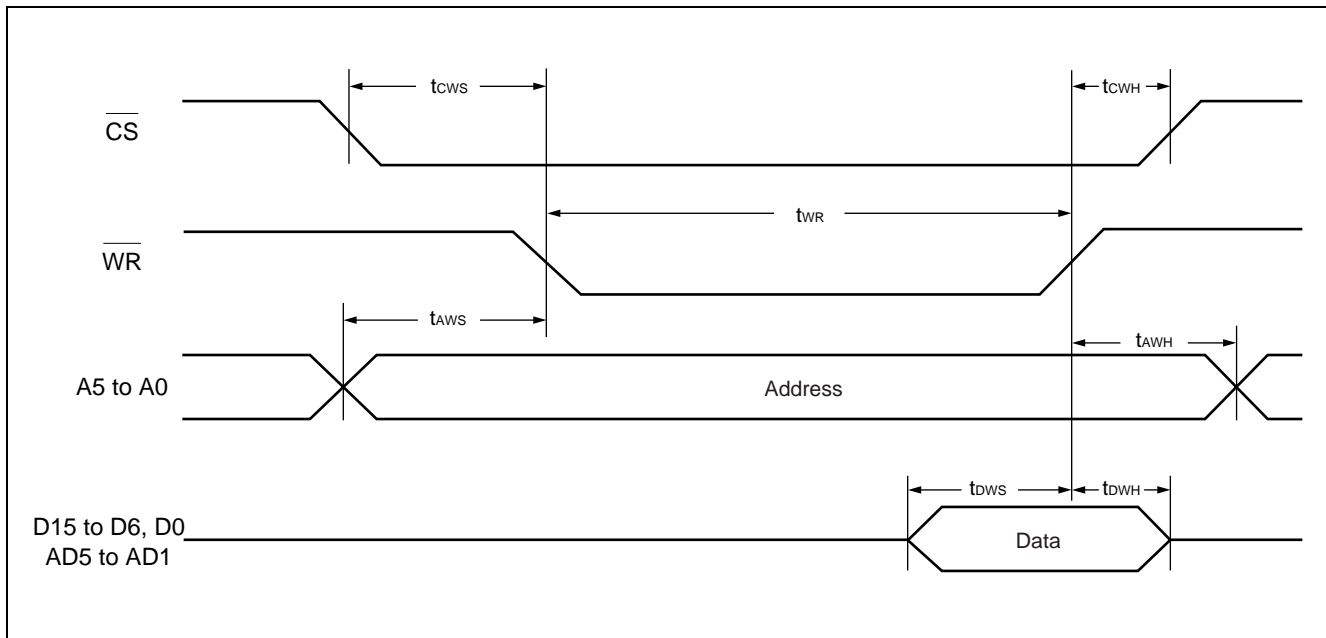 tCWS
tCWH
CS
tWR
WR
tAWS
tAWH
A5 to A0
Address
tDWS
tDWH
D15 to D6, D0
AD5 to AD1
Data